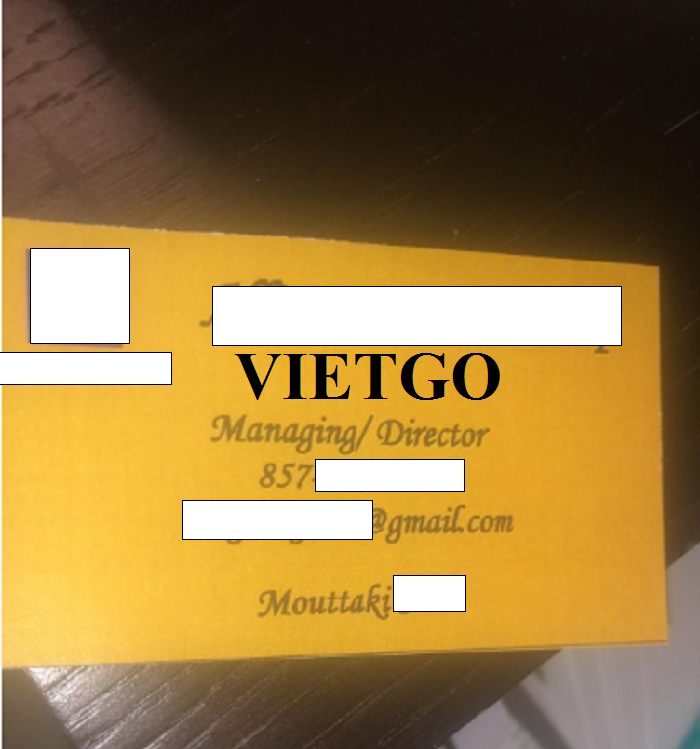 VIETGO
Managing/ Director
857
@gmail.com
Mouttaki